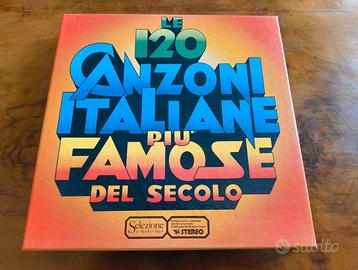 LE
120
CANZONI
ITALIANE
PIU'
FAMOSE
DEL SECOLO
Selezione
STEREO
subito